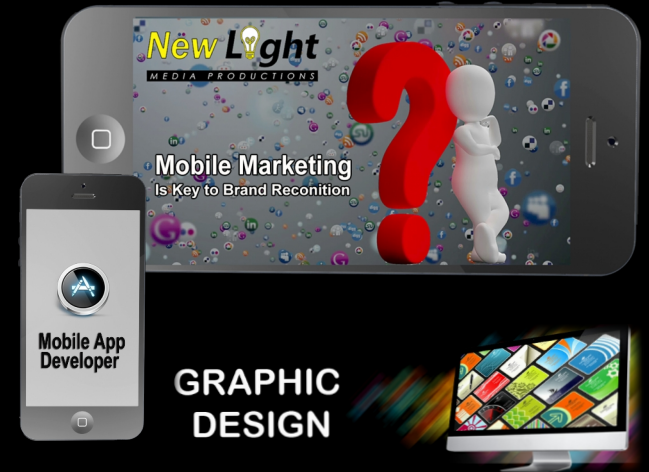 New Light
MEDIA PRODUCTIONS
Mobile Marketing
Is Key to Brand Reconition
Mobile App
Developer
GRAPHIC
DESIGN